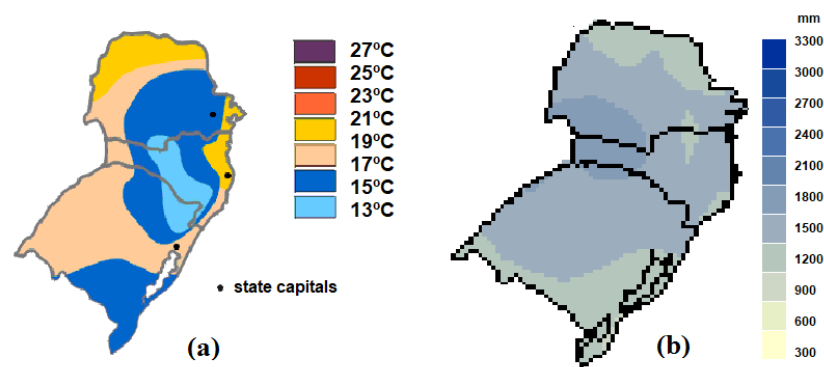 27ºC
25ºC
23ºC
21ºC
19ºC
17ºC
15ºC
13ºC
state capitals
(a)
mm
3300
3000
2700
2400
2100
1800
1500
1200
900
600
300
(b)